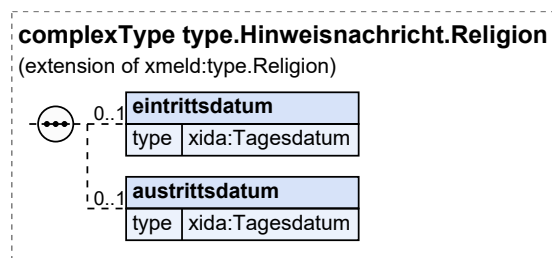 complexType type.Hinweisnachricht.Religion
(extension of xmeld:type.Religion)
0..1 eintrittsdatum
type xida:Tagesdatum
0..1 austrittsdatum
type xida:Tagesdatum